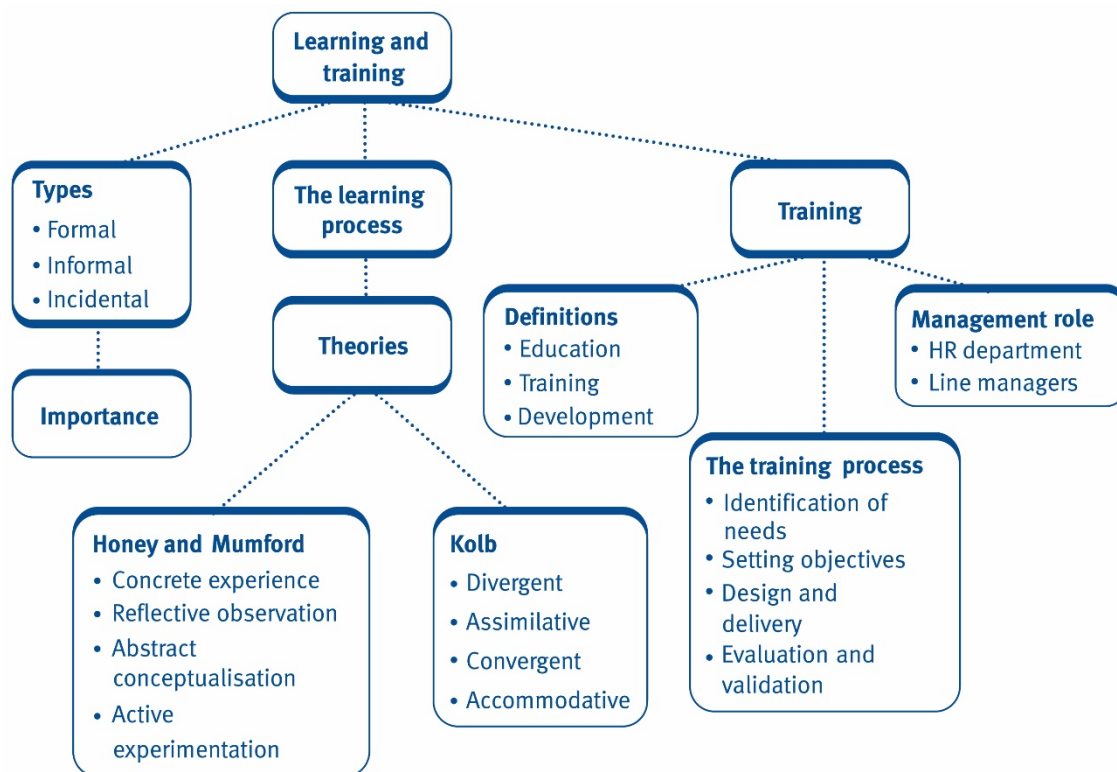 Learning and
training
Types
• Formal
• Informal
• Incidental
Importance
The learning
process
Theories
Training
Definitions
• Education
• Training
• Development
Management role
• HR department
• Line managers
The training process
• Identification of
needs
• Setting objectives
• Design and
delivery
• Evaluation and
validation
Honey and Mumford
• Concrete experience
• Reflective observation
• Abstract
conceptualisation
• Active
experimentation
Kolb
• Divergent
• Assimilative
• Convergent
• Accommodative